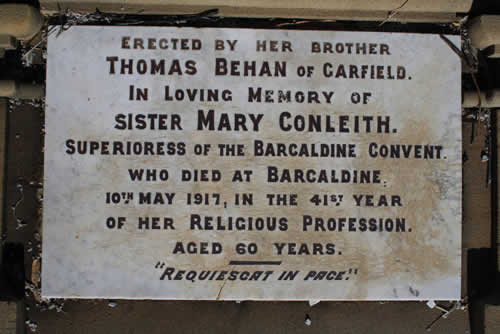 ERECTED BY HER BROTHER
THOMAS BEHAN OF GARFIELD.
IN LOVING MEMORY OF
SISTER MARY CONLEITH.
SUPERIORESS OF THE BARCALDINE CONVENT.
WHO DIED AT BARCALDINE,
10TH MAY 1917, IN THE 41ST YEAR
OF HER RELIGIOUS PROFESSION.
AGED 60 YEARS.
"REQUIESCAT IN PACE."